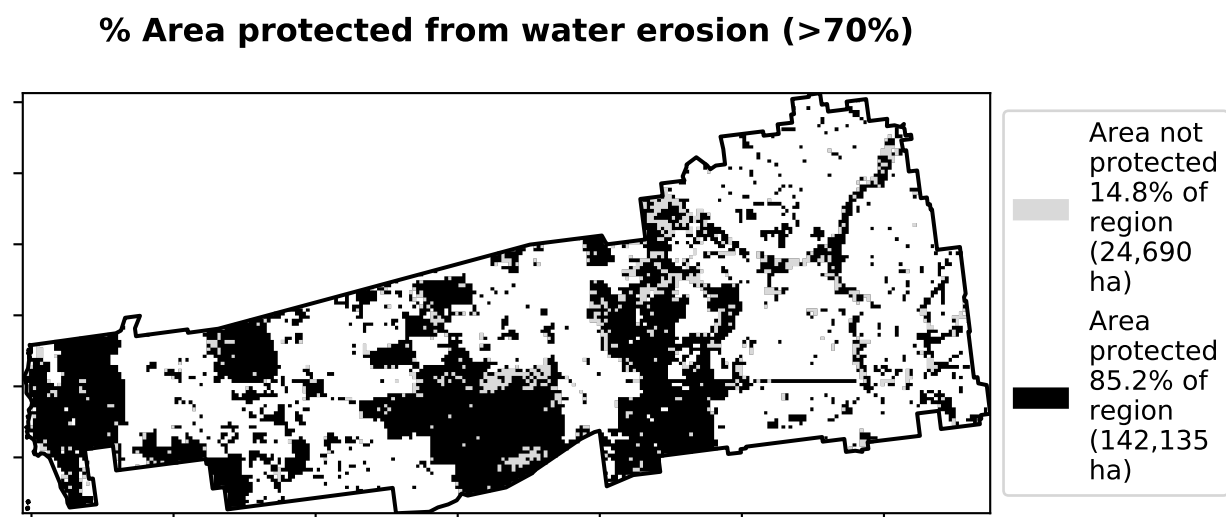 % Area protected from water erosion (>70%)
Area not
protected
14.8% of
region
(24,690
ha)
Area
protected
85.2% of
region
(142,135
ha)